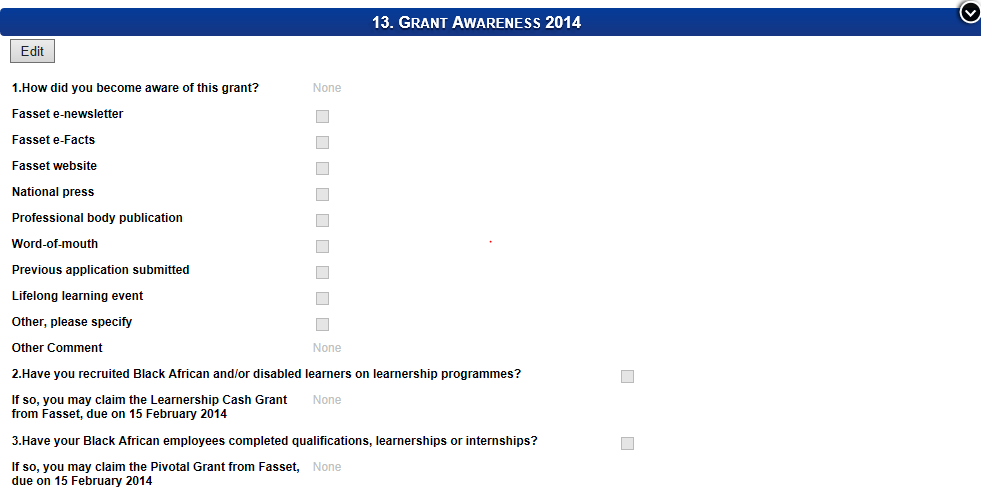 13. GRANT AWARENESS 2014
Edit
1.How did you become aware of this grant? None
Fasset e-newsletter
Fasset e-Facts
Fasset website
National press
Professional body publication
Word-of-mouth
Previous application submitted
Lifelong learning event
Other, please specify
Other Comment None
2.Have you recruited Black African and/or disabled learners on learnership programmes?
If so, you may claim the Learnership Cash Grant None
from Fasset, due on 15 February 2014
3.Have your Black African employees completed qualifications, learnerships or internships?
If so, you may claim the Pivotal Grant from Fasset, None
due on 15 February 2014